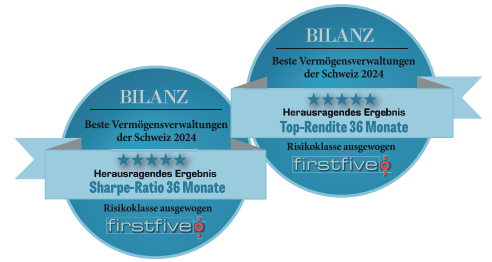 BILANZ
Beste Vermögensverwaltungen
der Schweiz 2024
Herausragendes Ergebnis
Sharpe-Ratio 36 Monate
Risikoklasse ausgewogen
firstfive
BILANZ
Beste Vermögensverwaltungen
der Schweiz 2024
Herausragendes Ergebnis
Top-Rendite 36 Monate
Risikoklasse ausgewogen
firstfive